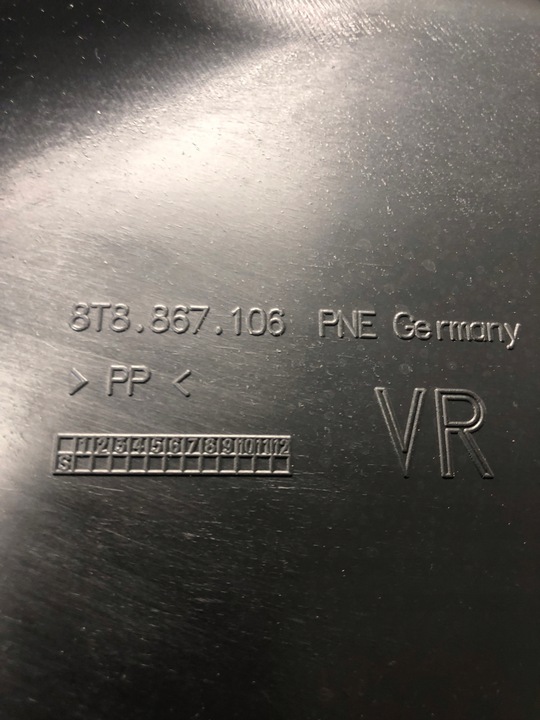 8T8.867.106 PNE Germany
> PP <
VR
1 2 3 4 5 6 7 8 9 10 11 12
S